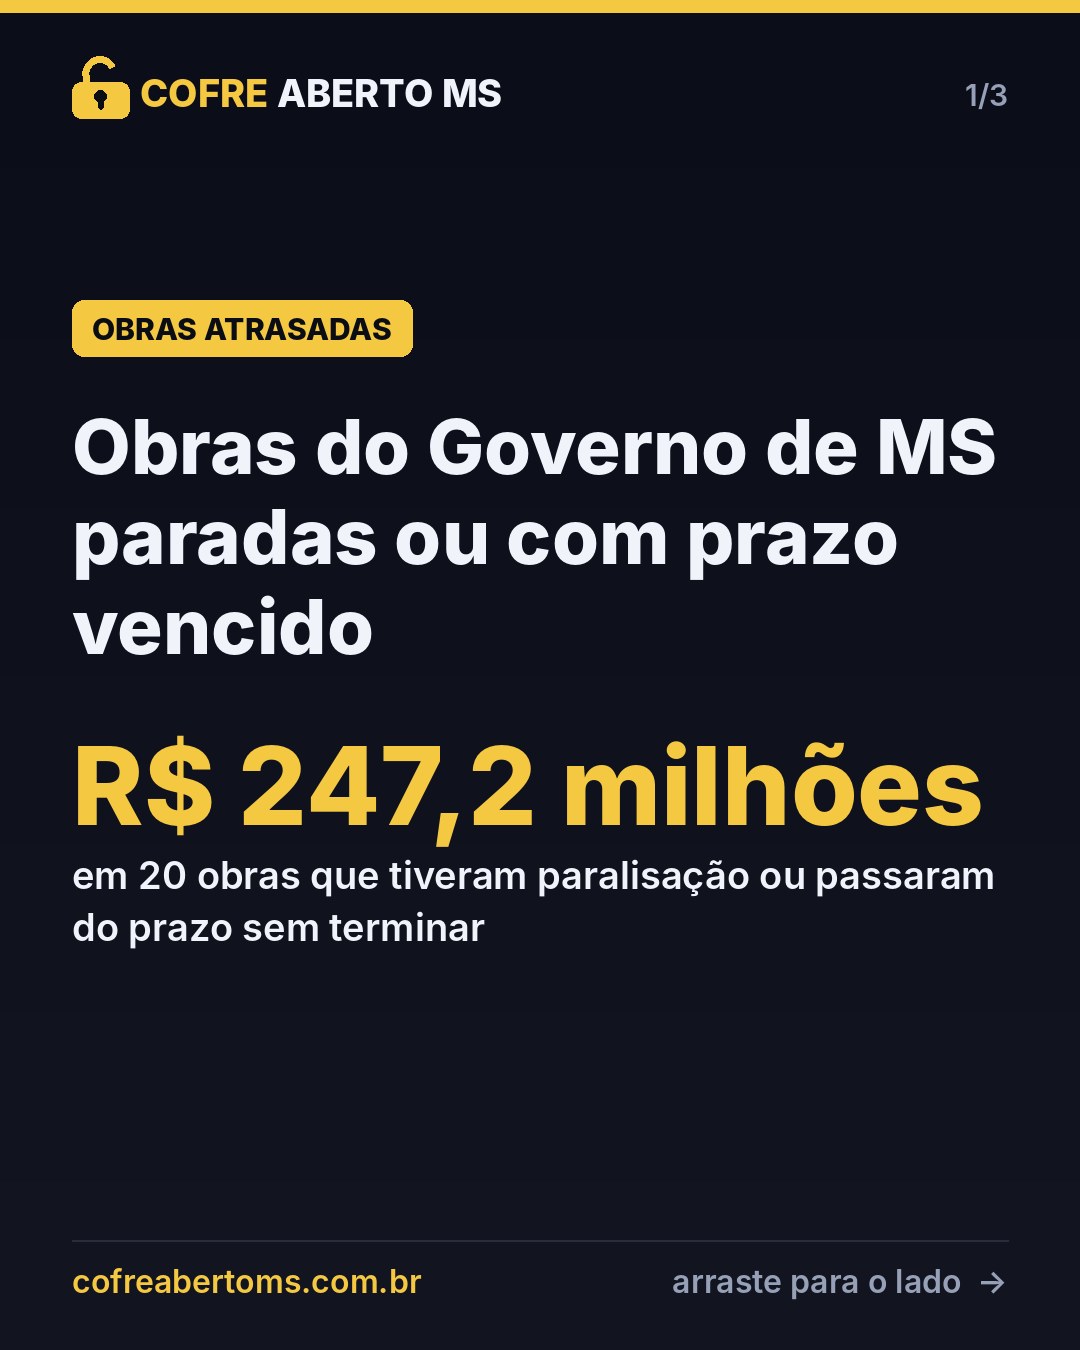 COFRE ABERTO MS
1/3
OBRAS ATRASADAS
Obras do Governo de MS
paradas ou com prazo
vencido
R$ 247,2 milhões
em 20 obras que tiveram paralisação ou passaram
do prazo sem terminar
cofreabertoms.com.br
arraste para o lado →